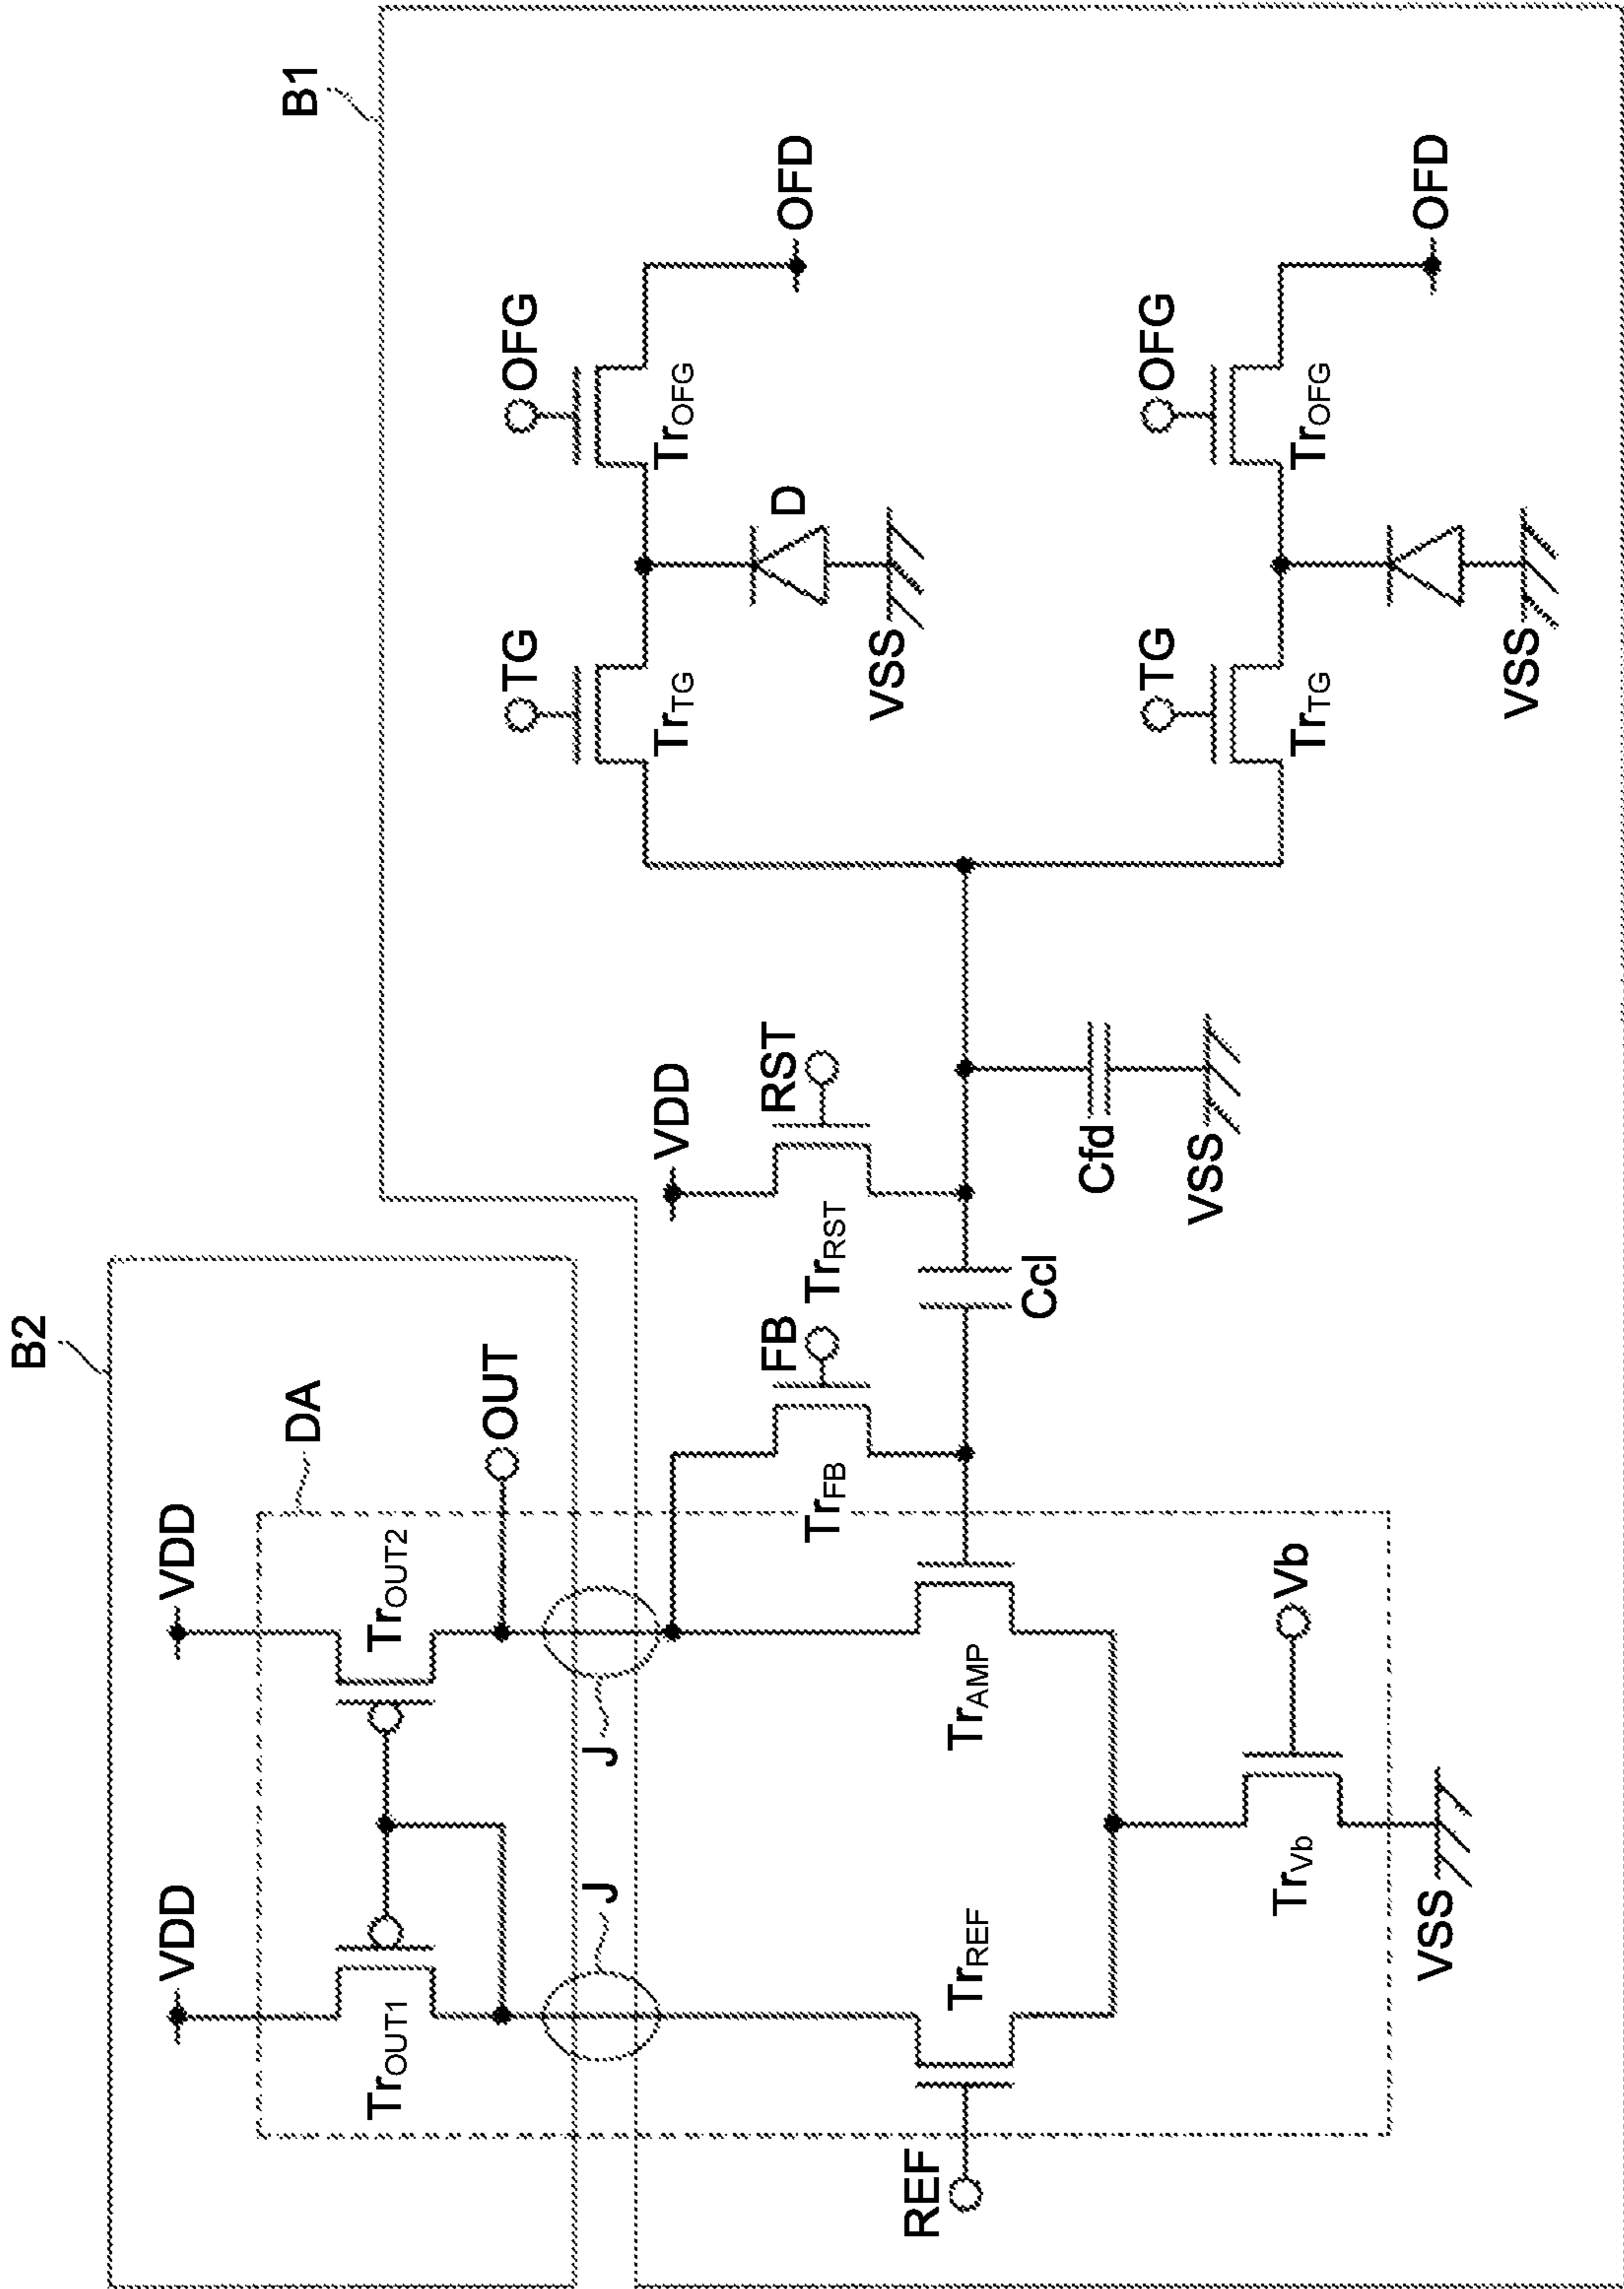 B1
B2
DA
VDD
VDD
TrOUT1
TrOUT2
OUT
J
J
REF
TrREF
TrAMP
TrVb
Vb
VSS
FB
TrFB
VDD
RST
TrRST
Ccl
Cfd
VSS
TG
TrTG
OFG
TrOFG
OFD
D
VSS
TG
TrTG
OFG
TrOFG
OFD
VSS